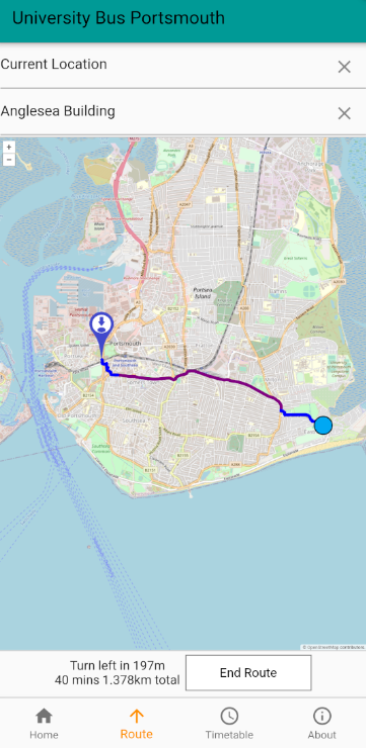 University Bus Portsmouth
Current Location
Anglesea Building
+
−
Portsea
Island
Portsmouth
© OpenStreetMap contributors.
Turn left in 197m
40 mins 1.378km total
End Route
Home
Route
Timetable
About